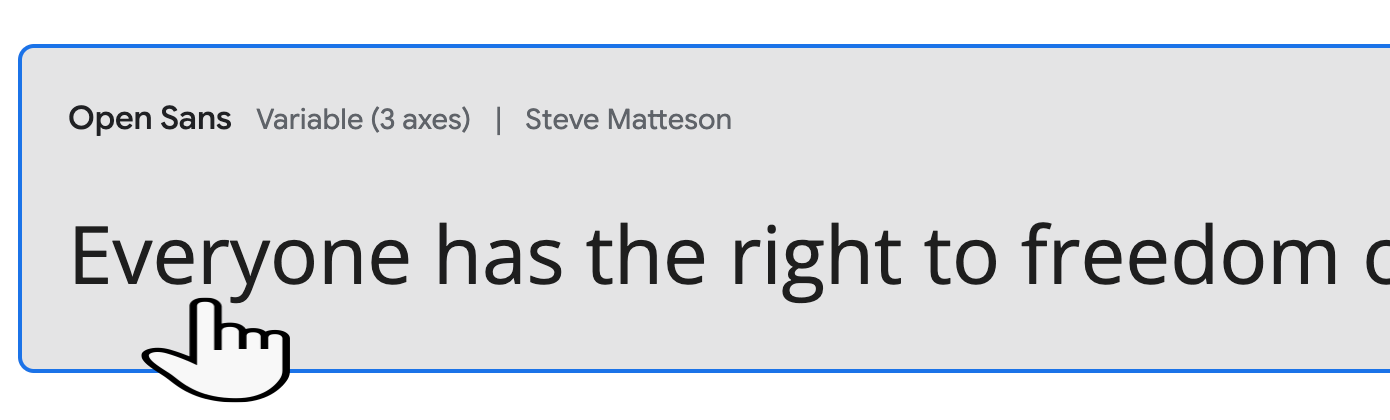 Open Sans Variable (3 axes) | Steve Matteson
Everyone has the right to freedom